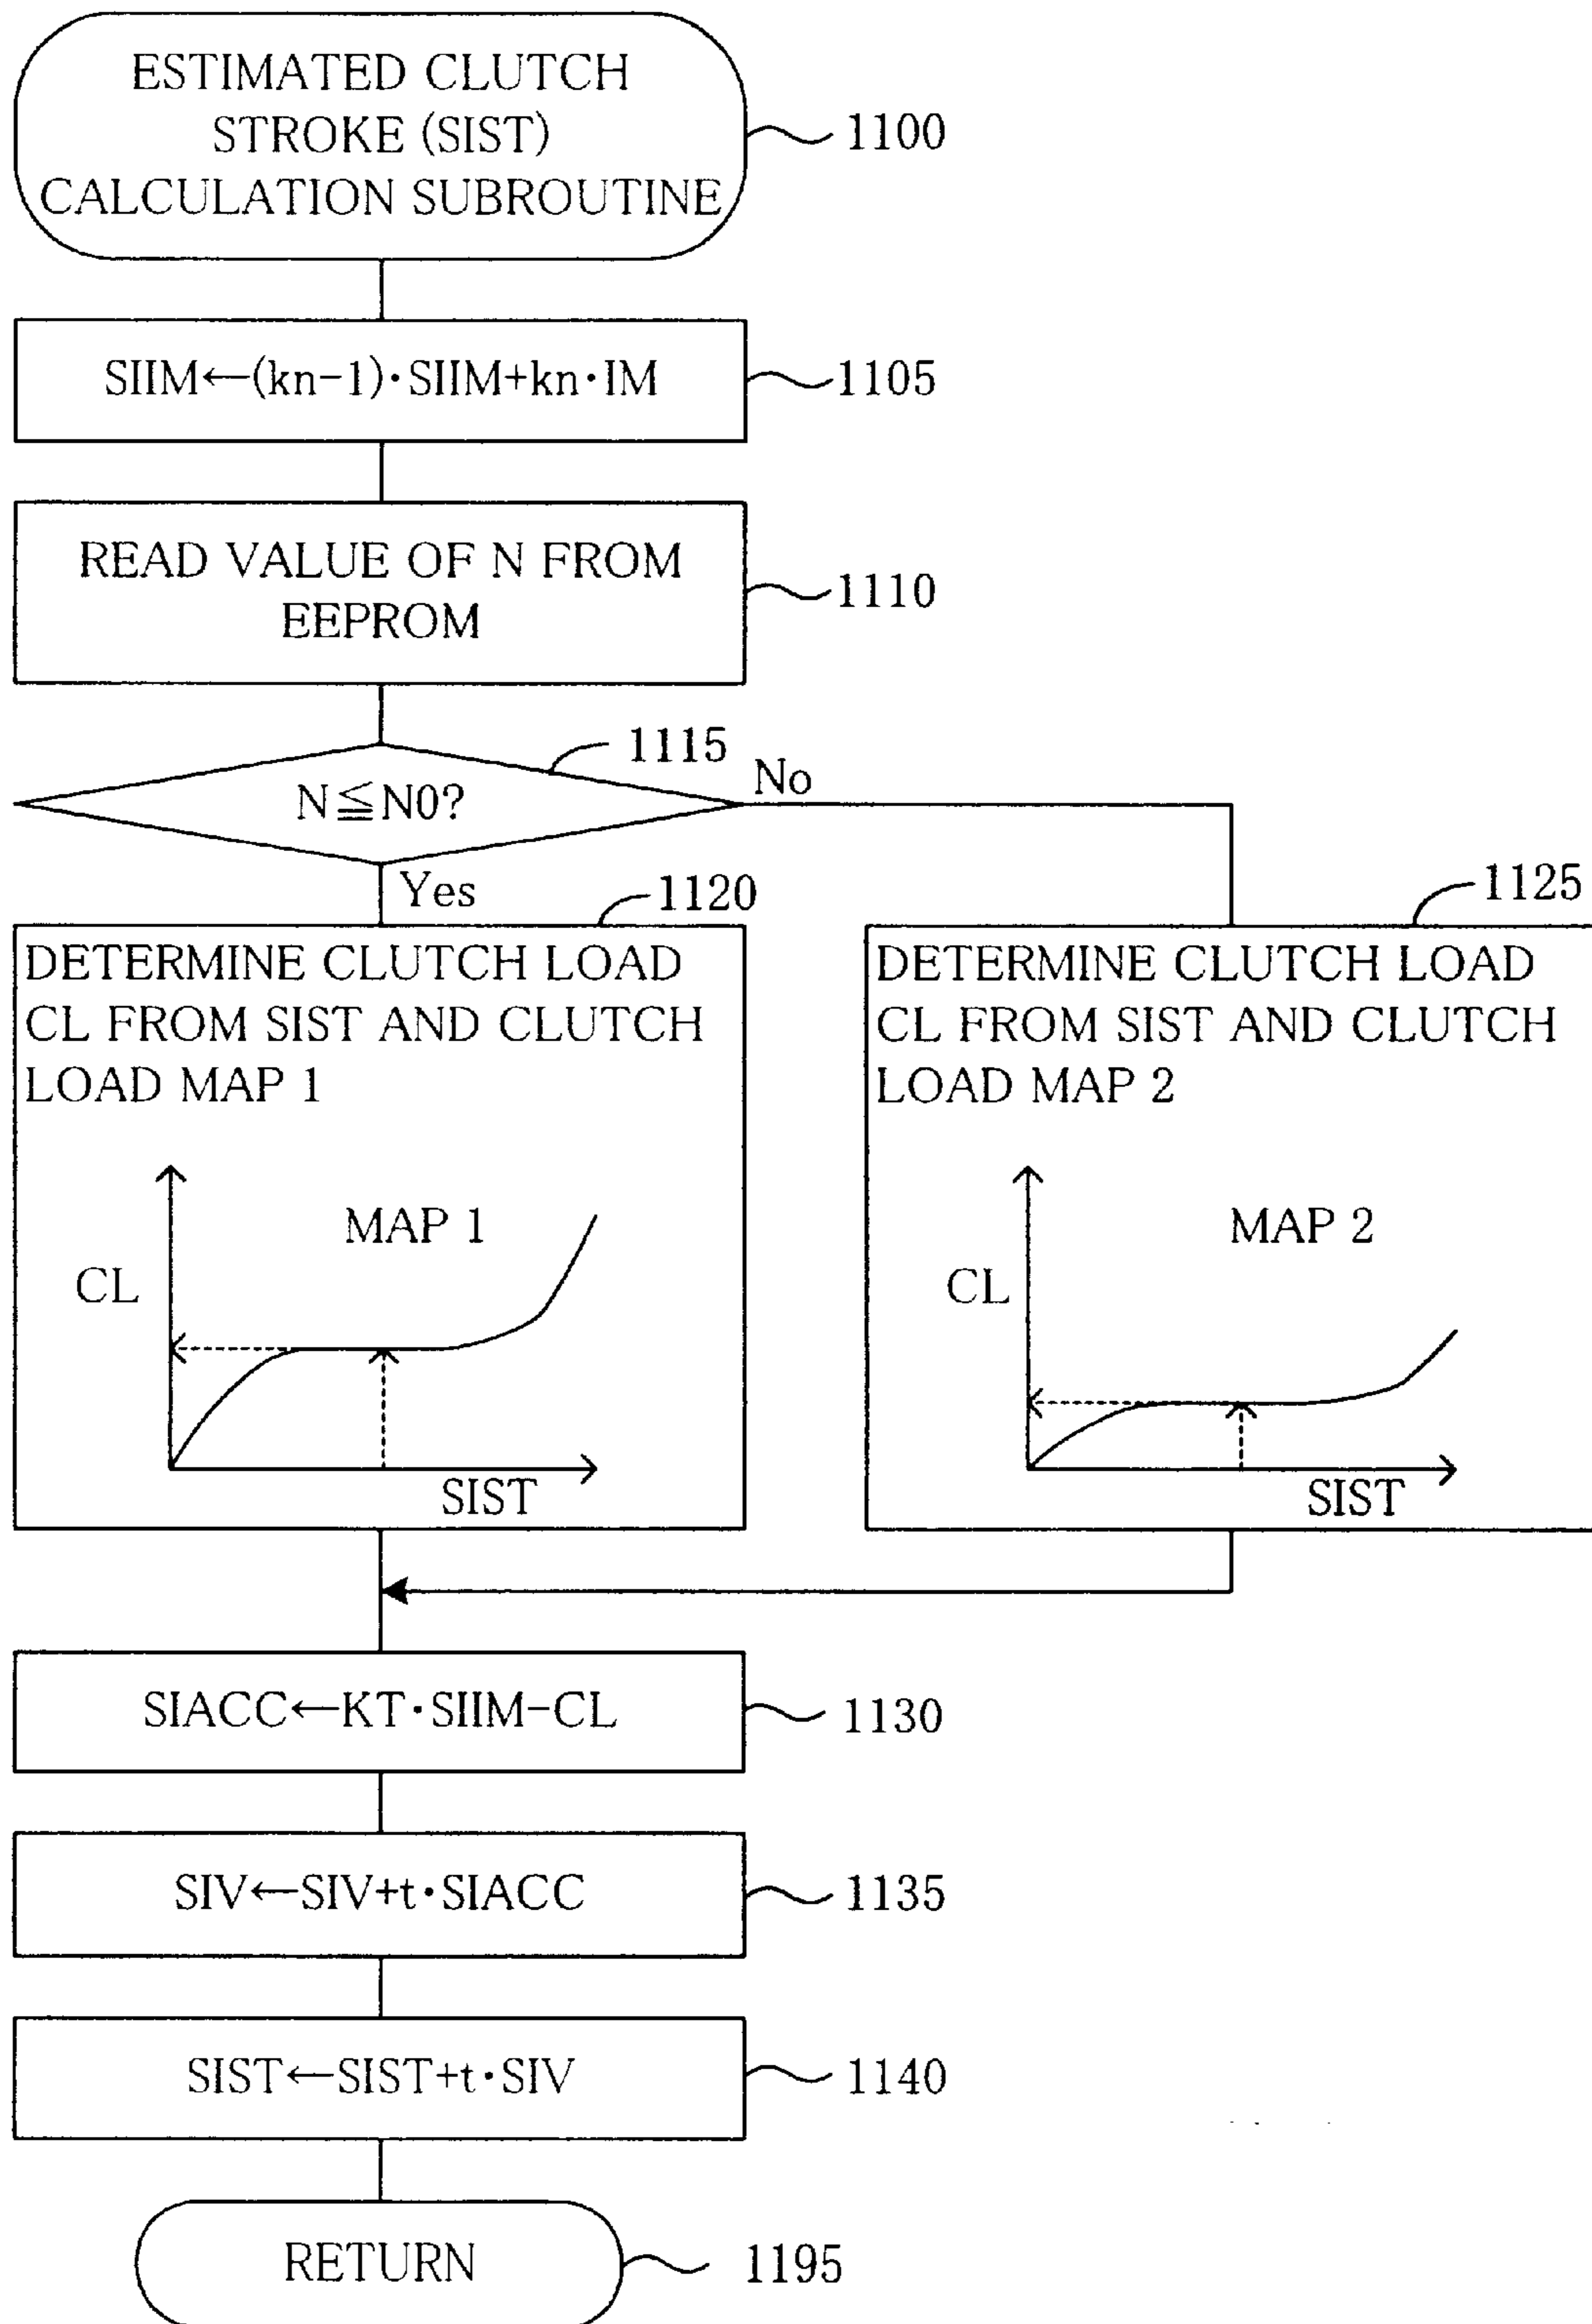 ESTIMATED CLUTCH
STROKE (SIST)
CALCULATION SUBROUTINE
1100
SIIM←(kn-1)·SIIM+kn·IM
1105
READ VALUE OF N FROM
EEPROM
1110
1115
N≦N0?
No
Yes
1120
DETERMINE CLUTCH LOAD
CL FROM SIST AND CLUTCH
LOAD MAP 1
MAP 1
CL
SIST
1125
DETERMINE CLUTCH LOAD
CL FROM SIST AND CLUTCH
LOAD MAP 2
MAP 2
CL
SIST
SIACC←KT·SIIM-CL
1130
SIV←SIV+t·SIACC
1135
SIST←SIST+t·SIV
1140
RETURN
1195